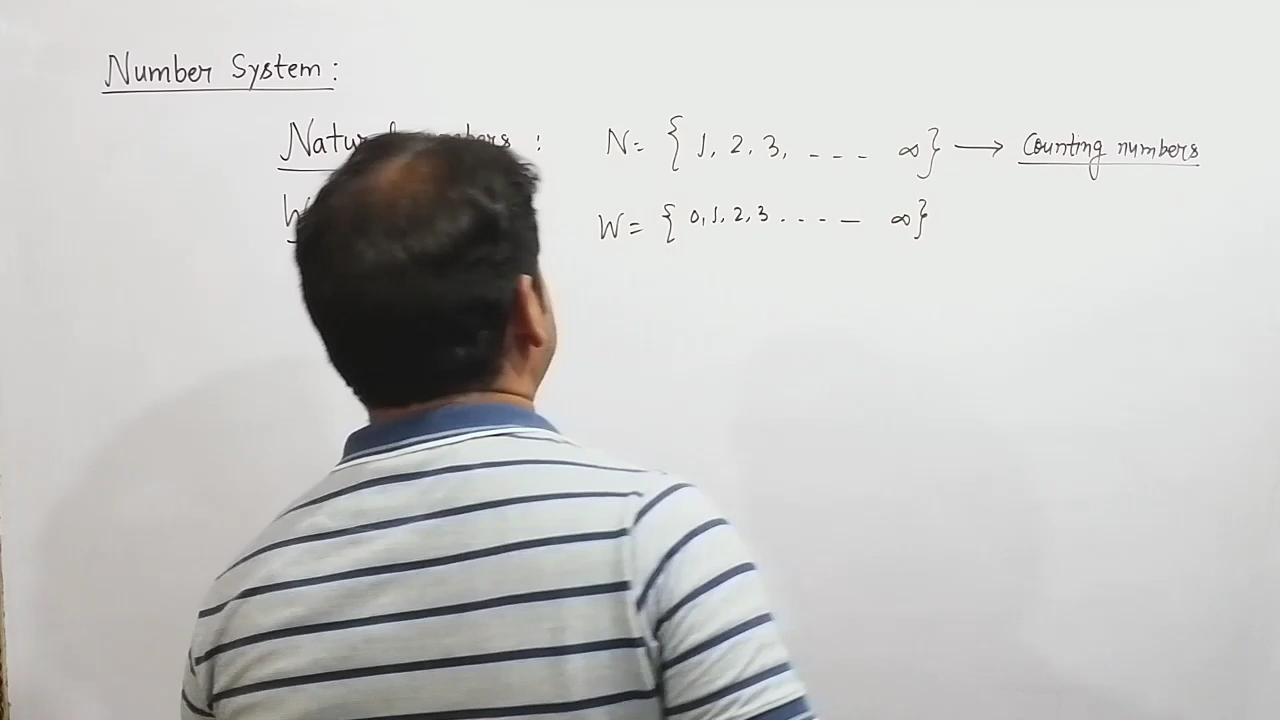 Number System :
Natural numbers : N = { 1, 2, 3, - - - ∞ } → Counting numbers
W = { 0, 1, 2, 3 . . - - — ∞ }